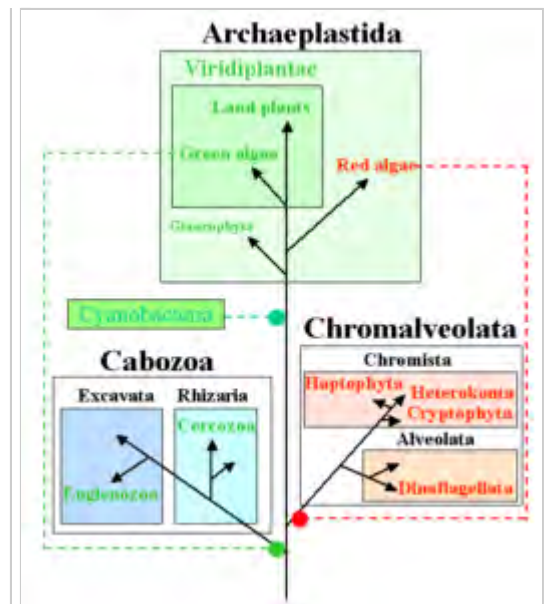 Archaeplastida
Viridiplantae
Land plants
Green algae
Red algae
Glaucophyta
Cyanobacteria
Chromalveolata
Cabozoa
Chromista
Haptophyta
Heterokonta
Cryptophyta
Excavata
Rhizaria
Cercozoa
Alveolata
Euglenozoa
Dinoflagellata